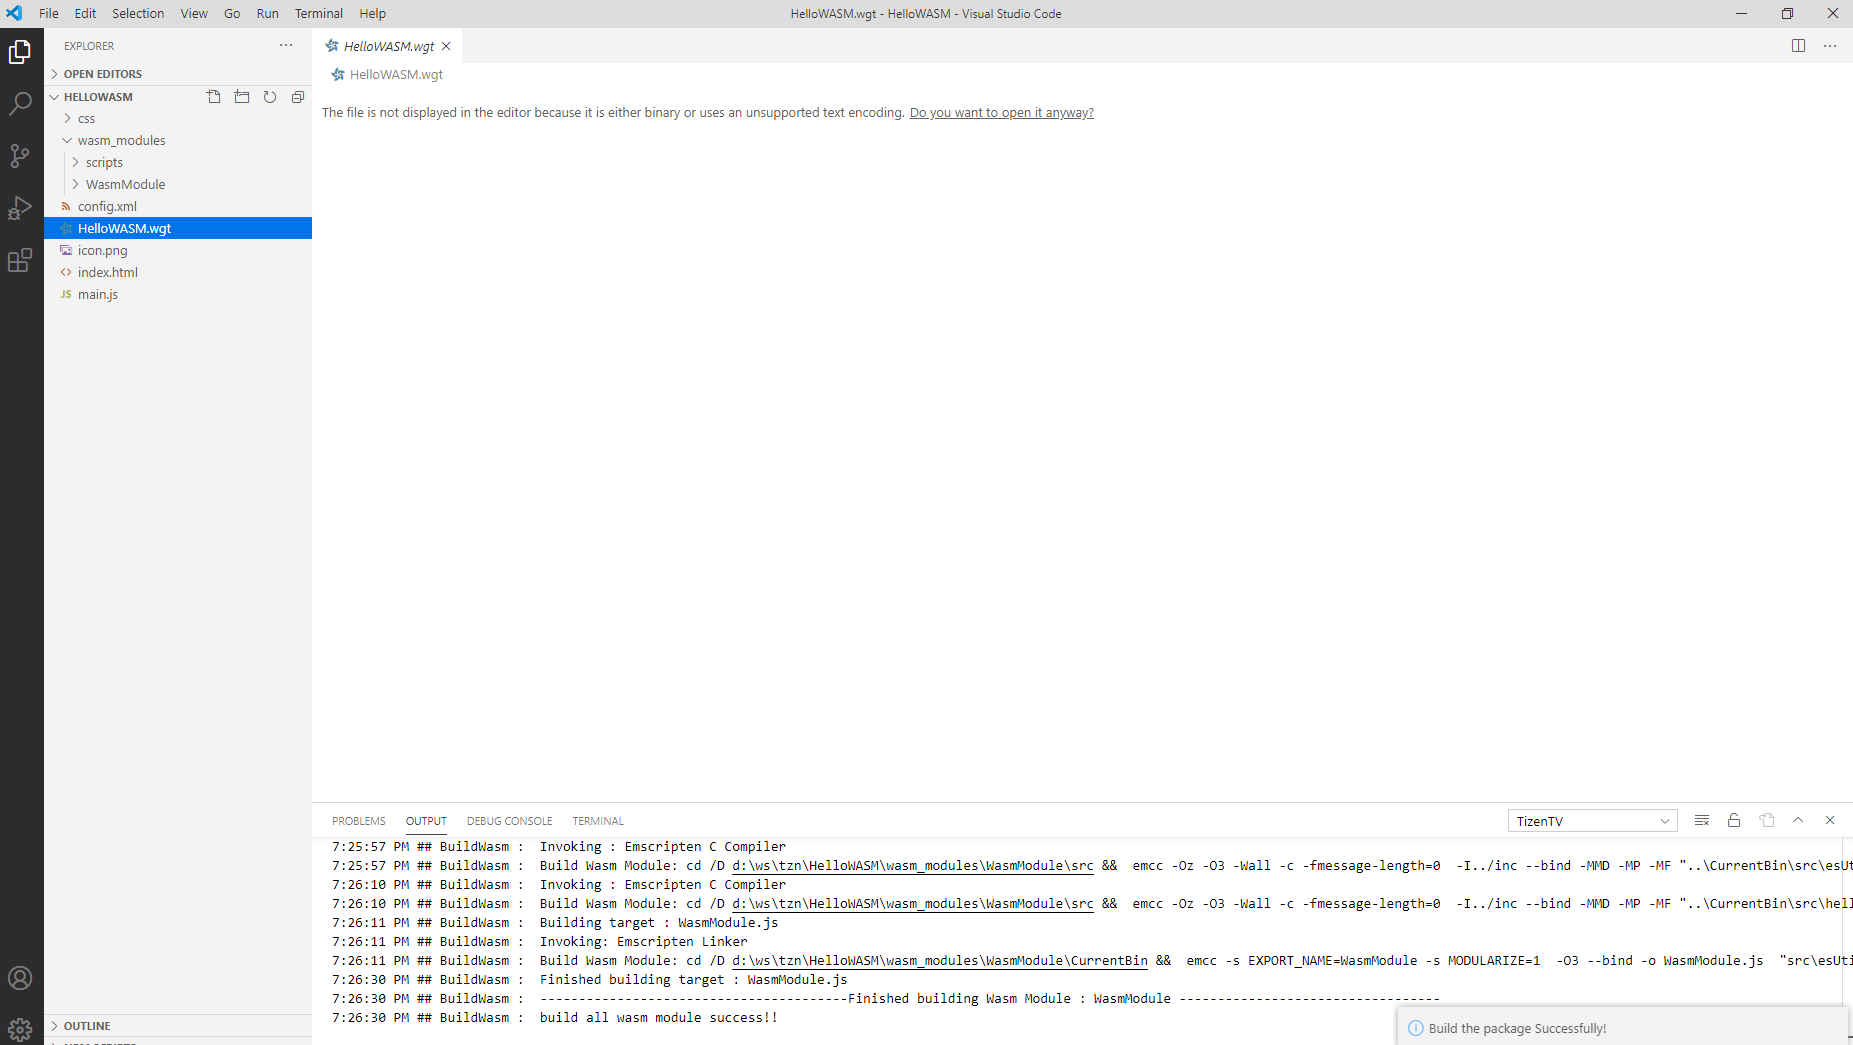 File Edit Selection View Go Run Terminal Help
HelloWASM.wgt - HelloWASM - Visual Studio Code
EXPLORER
OPEN EDITORS
HELLOWASM
css
wasm_modules
scripts
WasmModule
config.xml
HelloWASM.wgt
icon.png
index.html
JS main.js
OUTLINE
HelloWASM.wgt
HelloWASM.wgt
The file is not displayed in the editor because it is either binary or uses an unsupported text encoding. Do you want to open it anyway?
PROBLEMS OUTPUT DEBUG CONSOLE TERMINAL
TizenTV
7:25:57 PM ## BuildWasm : Invoking : Emscripten C Compiler
7:25:57 PM ## BuildWasm : Build Wasm Module: cd /D d:\ws\tzn\HelloWASM\wasm_modules\WasmModule\src && emcc -Oz -O3 -Wall -c -fmessage-length=0 -I../inc --bind -MMD -MP -MF "..\CurrentBin\src\esUt
7:26:10 PM ## BuildWasm : Invoking : Emscripten C Compiler
7:26:10 PM ## BuildWasm : Build Wasm Module: cd /D d:\ws\tzn\HelloWASM\wasm_modules\WasmModule\src && emcc -Oz -O3 -Wall -c -fmessage-length=0 -I../inc --bind -MMD -MP -MF "..\CurrentBin\src\hell
7:26:11 PM ## BuildWasm : Building target : WasmModule.js
7:26:11 PM ## BuildWasm : Invoking: Emscripten Linker
7:26:11 PM ## BuildWasm : Build Wasm Module: cd /D d:\ws\tzn\HelloWASM\wasm_modules\WasmModule\CurrentBin && emcc -s EXPORT_NAME=WasmModule -s MODULARIZE=1 -O3 --bind -o WasmModule.js "src\esUti
7:26:30 PM ## BuildWasm : Finished building target : WasmModule.js
7:26:30 PM ## BuildWasm : ----------------------------------------Finished building Wasm Module : WasmModule ----------------------------------
7:26:30 PM ## BuildWasm : build all wasm module success!!
Build the package Successfully!